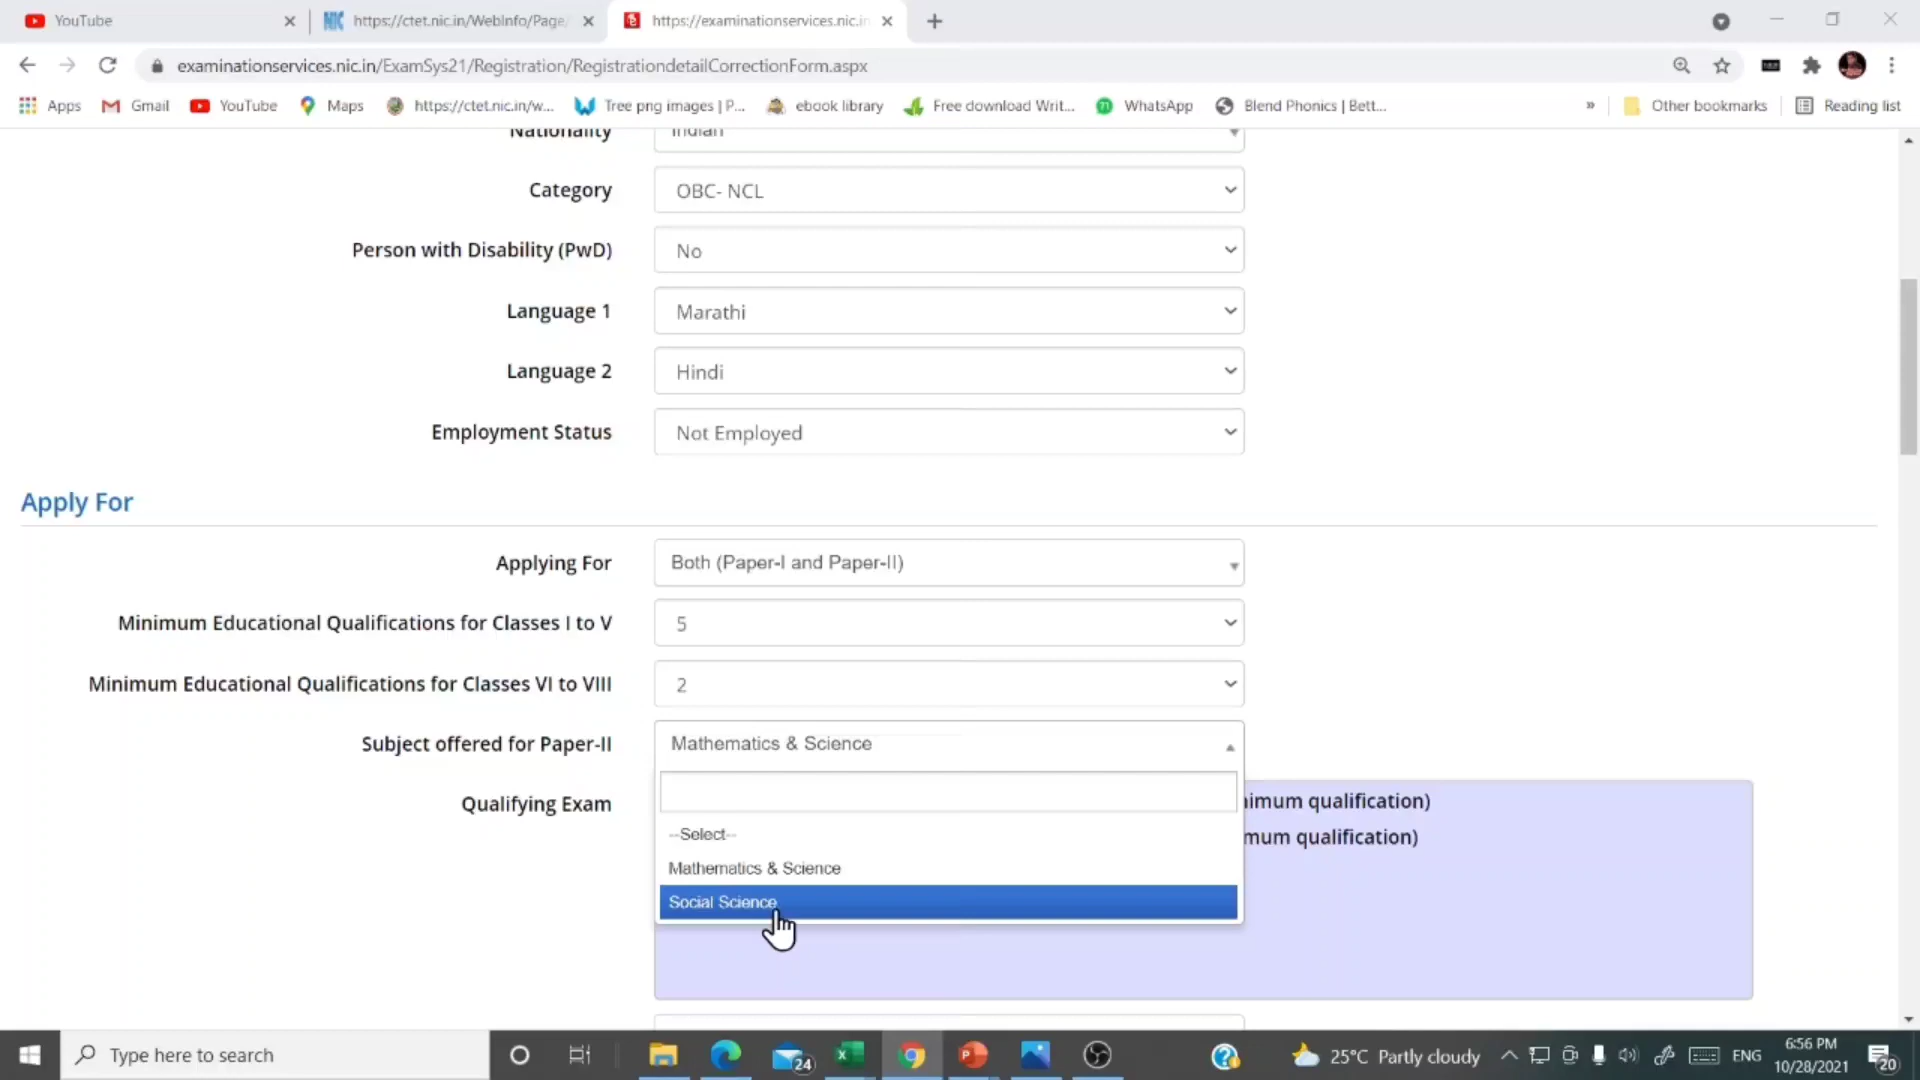 YouTube
https://ctet.nic.in/WebInfo/Page/
https://examinationservices.nic.in
examinationservices.nic.in/ExamSys21/Registration/RegistrationdetailCorrectionForm.aspx
Apps
Gmail
YouTube
Maps
https://ctet.nic.in/w...
Tree png images | P...
ebook library
Free download Writ...
WhatsApp
Blend Phonics | Bett...
»
Other bookmarks
Reading list
Nationality
Indian
Category
OBC- NCL
Person with Disability (PwD)
No
Language 1
Marathi
Language 2
Hindi
Employment Status
Not Employed
Apply For
Applying For
Both (Paper-I and Paper-II)
Minimum Educational Qualifications for Classes I to V
5
Minimum Educational Qualifications for Classes VI to VIII
2
Subject offered for Paper-II
Mathematics & Science
Qualifying Exam
--Select--
Mathematics & Science
Social Science
nimum qualification)
mum qualification)
Type here to search
24
25°C Partly cloudy
ENG
6:56 PM
10/28/2021
20